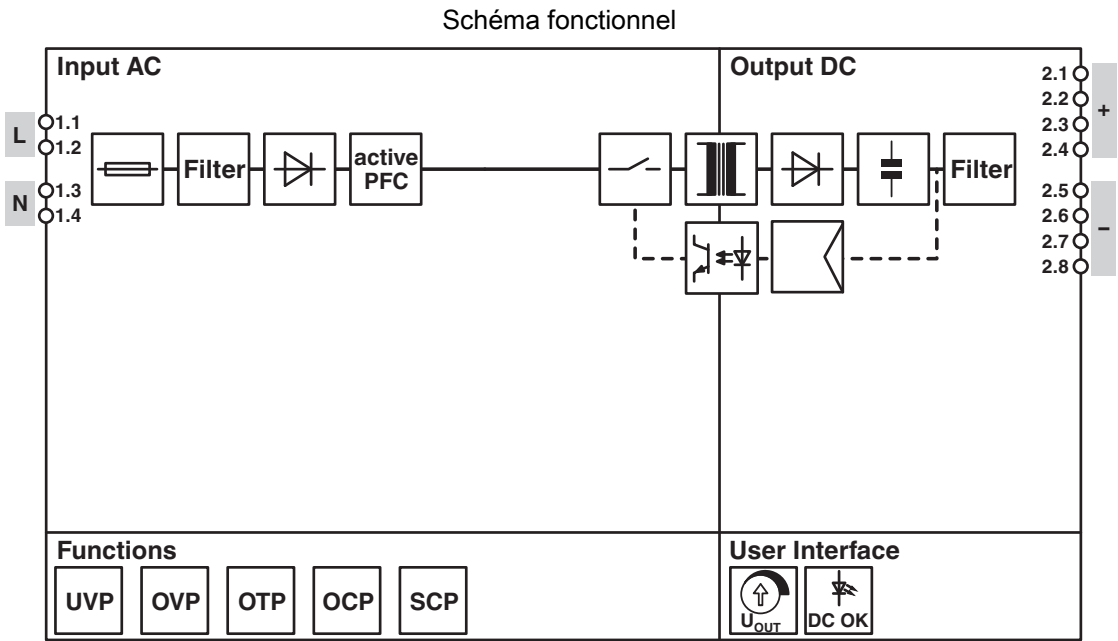 Schéma fonctionnel
Input AC
Output DC
L
1.1
1.2
N
1.3
1.4
Filter
active
PFC
Filter
2.1
2.2
2.3
2.4
+
2.5
2.6
2.7
2.8
–
Functions
UVP
OVP
OTP
OCP
SCP
User Interface
UOUT
DC OK